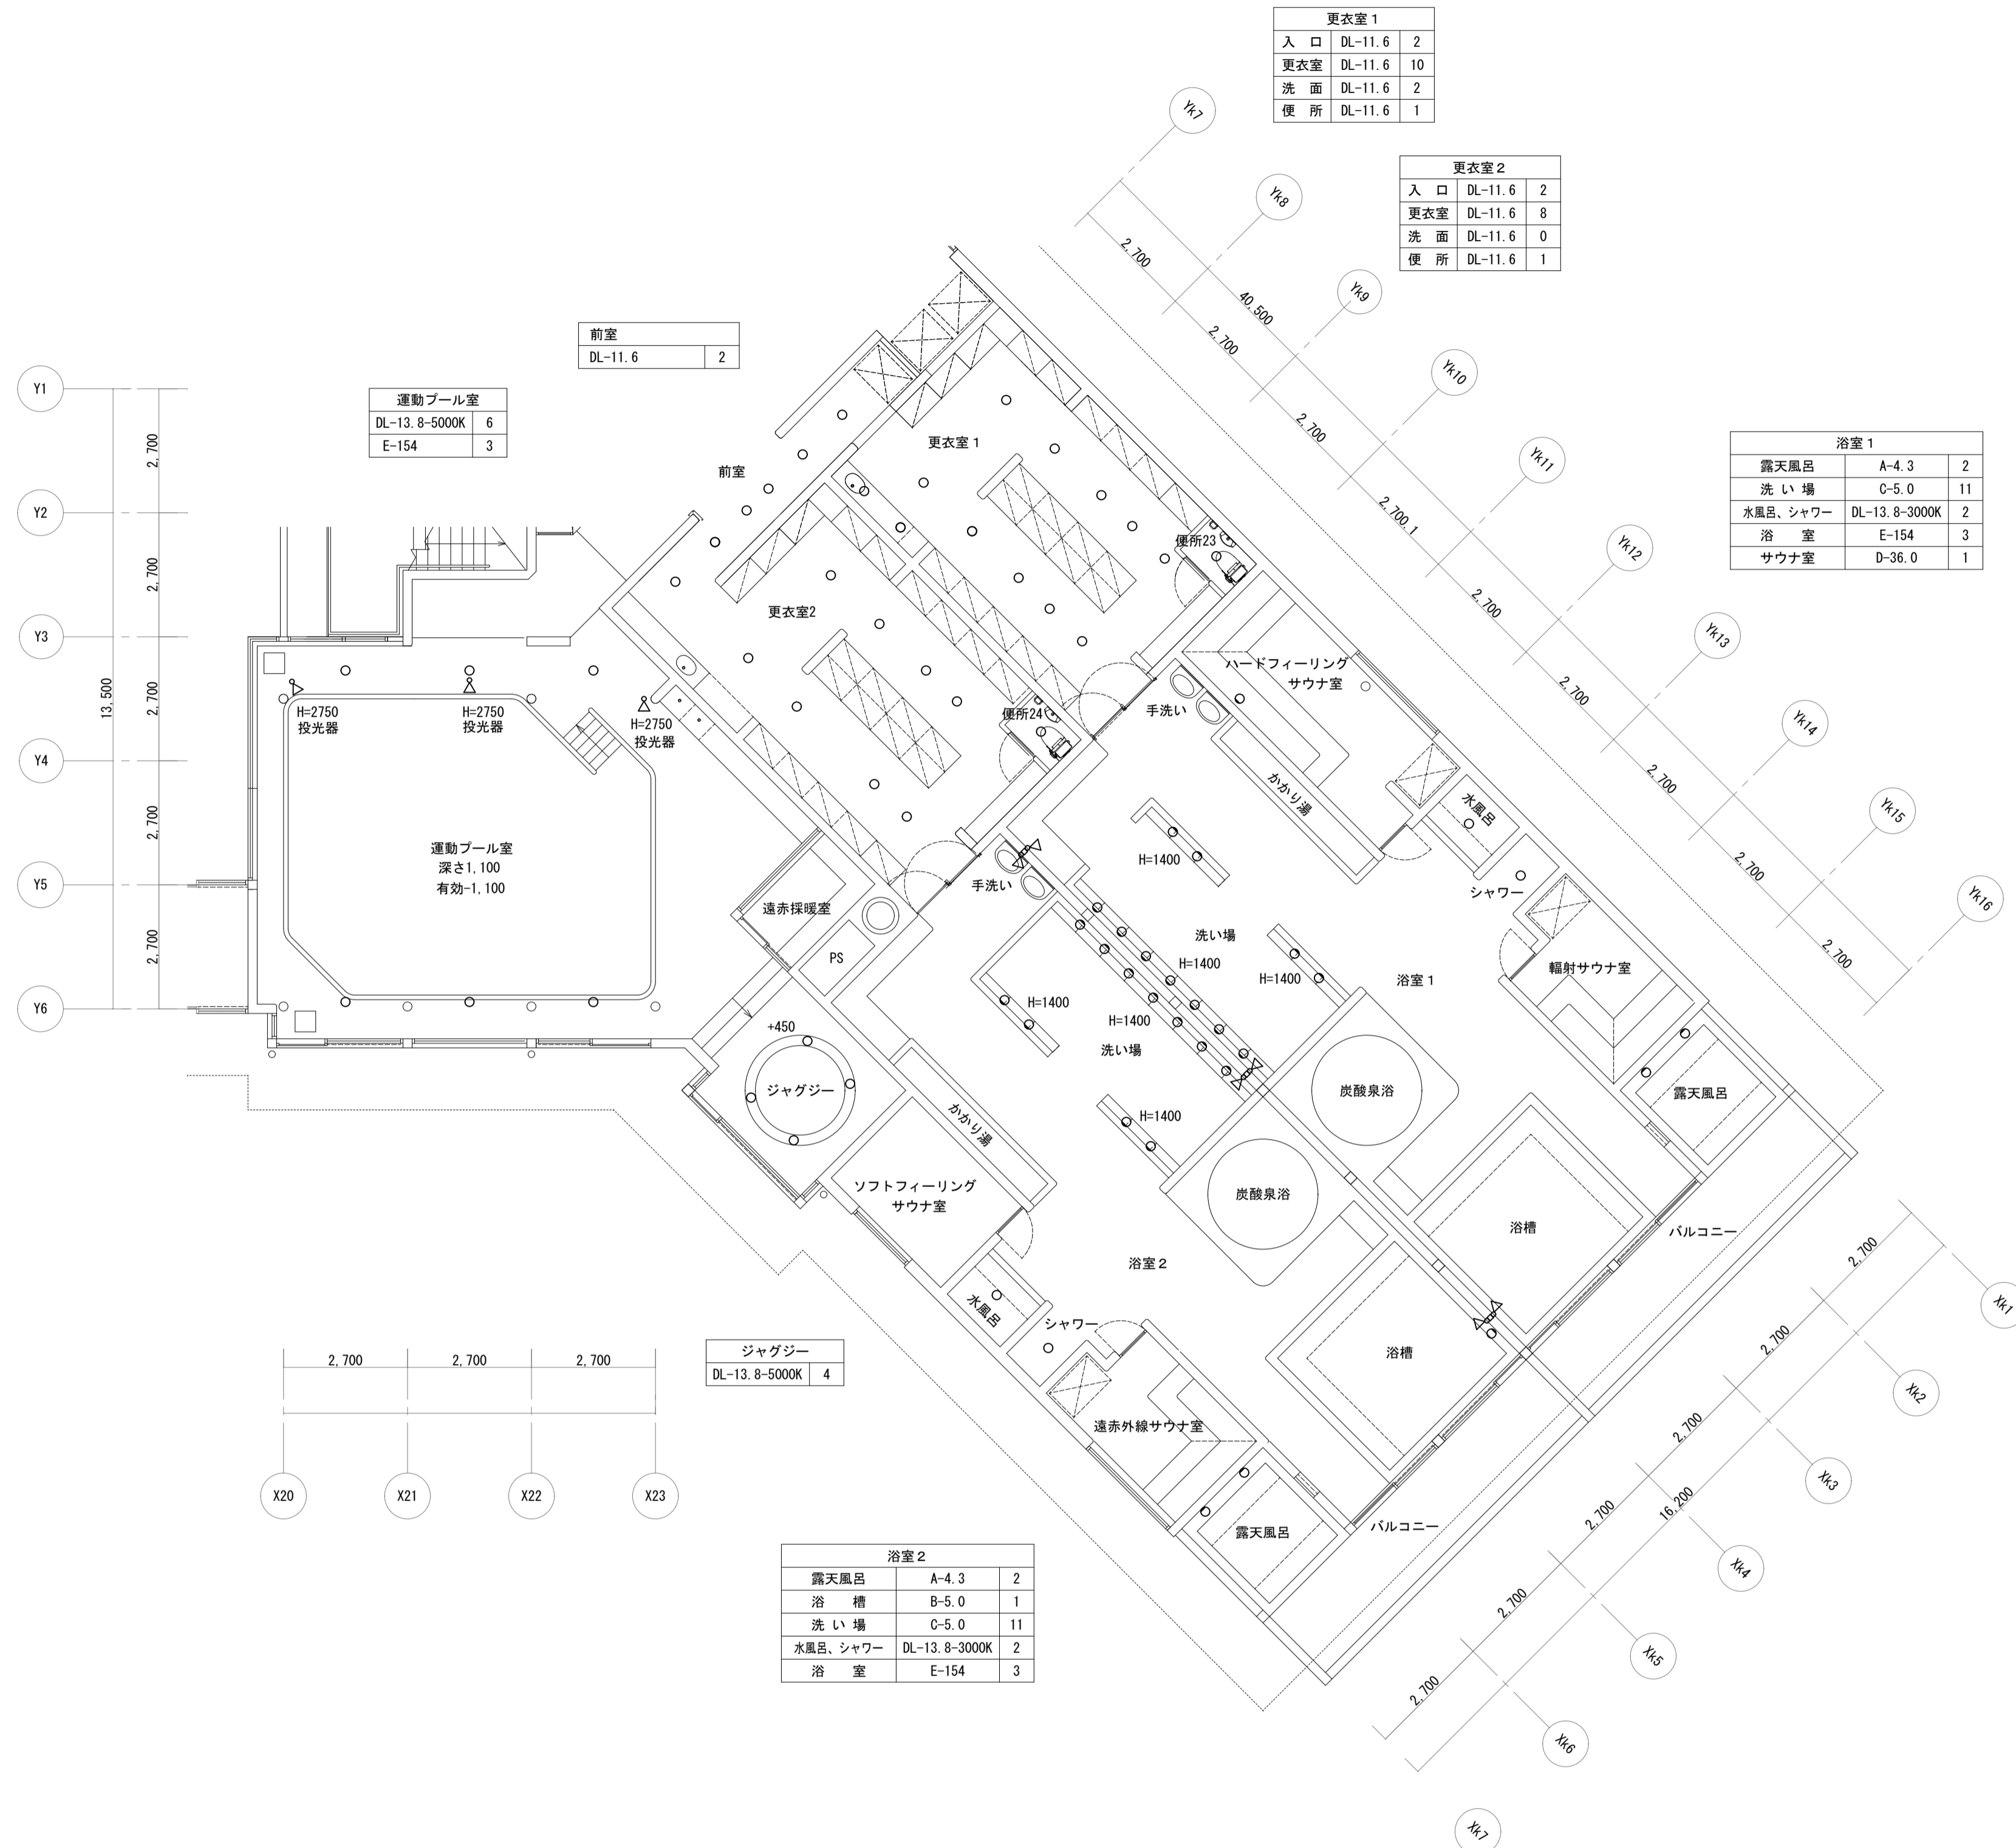 更衣室１
入 口 DL-11.6 2
更衣室 DL-11.6 10
洗 面 DL-11.6 2
便 所 DL-11.6 1
更衣室２
入 口 DL-11.6 2
更衣室 DL-11.6 8
洗 面 DL-11.6 0
便 所 DL-11.6 1
前室
DL-11.6 2
運動プール室
DL-13.8-5000K 6
E-154 3
浴室１
露天風呂 A-4.3 2
洗い場 C-5.0 11
水風呂、シャワー DL-13.8-3000K 2
浴 室 E-154 3
サウナ室 D-36.0 1
Yk7
Yk8
Yk9
Yk10
Yk11
Yk12
Yk13
Yk14
Yk15
Yk16
40,500
2,700
2,700
2,700
2,700.1
2,700
2,700
2,700
2,700
2,700
Y1
Y2
Y3
Y4
Y5
Y6
13,500
2,700
2,700
2,700
2,700
2,700
更衣室１
前室
更衣室2
便所23
便所24
ハードフィーリング
サウナ室
手洗い
かかり湯
水風呂
シャワー
H=2750
投光器
H=2750
投光器
H=2750
投光器
運動プール室
深さ1,100
有効-1,100
遠赤採暖室
PS
手洗い
H=1400
洗い場
H=1400
H=1400
浴室１
輻射サウナ室
H=1400
H=1400
洗い場
+450
ジャグジー
炭酸泉浴
露天風呂
かかり湯
H=1400
ソフトフィーリング
サウナ室
炭酸泉浴
浴槽
バルコニー
浴室２
水風呂
シャワー
浴槽
遠赤外線サウナ室
露天風呂
バルコニー
ジャグジー
DL-13.8-5000K 4
2,700
2,700
2,700
X20
X21
X22
X23
浴室２
露天風呂 A-4.3 2
浴 槽 B-5.0 1
洗い場 C-5.0 11
水風呂、シャワー DL-13.8-3000K 2
浴 室 E-154 3
2,700
2,700
2,700
2,700
2,700
2,700
16,200
Xk1
Xk2
Xk3
Xk4
Xk5
Xk6
Xk7